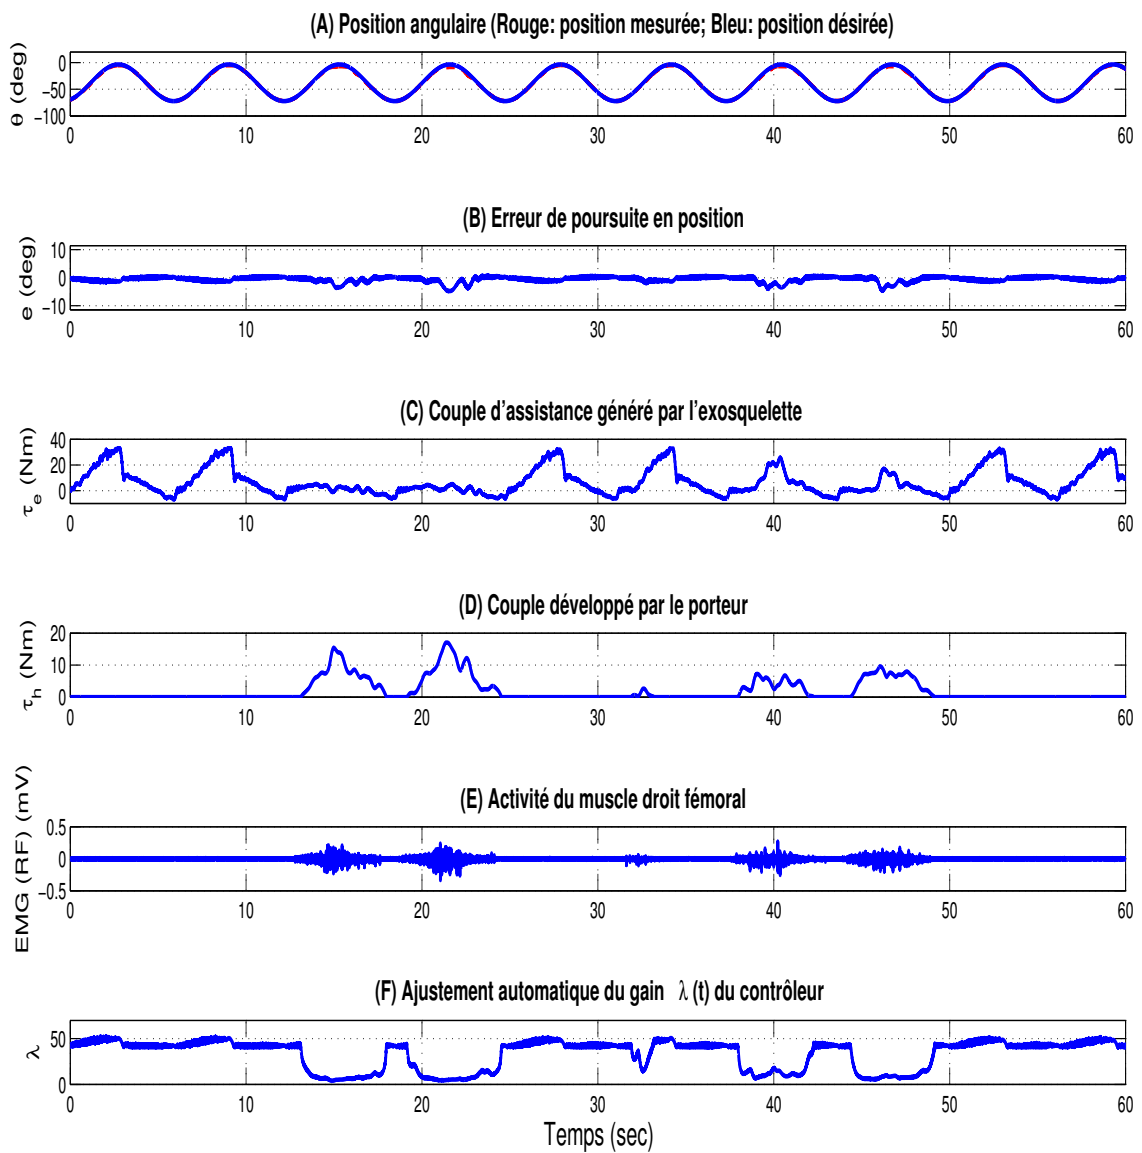 (A) Position angulaire (Rouge: position mesurée; Bleu: position désirée)
θ (deg)
0
−50
−100
0 10 20 30 40 50 60
(B) Erreur de poursuite en position
e (deg)
10
0
−10
0 10 20 30 40 50 60
(C) Couple d'assistance généré par l'exosquelette
τe (Nm)
40
20
0
0 10 20 30 40 50 60
(D) Couple développé par le porteur
τh (Nm)
20
10
0
0 10 20 30 40 50 60
(E) Activité du muscle droit fémoral
EMG (RF) (mV)
0.5
0
−0.5
0 10 20 30 40 50 60
(F) Ajustement automatique du gain λ (t) du contrôleur
λ
50
0
0 10 20 30 40 50 60
Temps (sec)